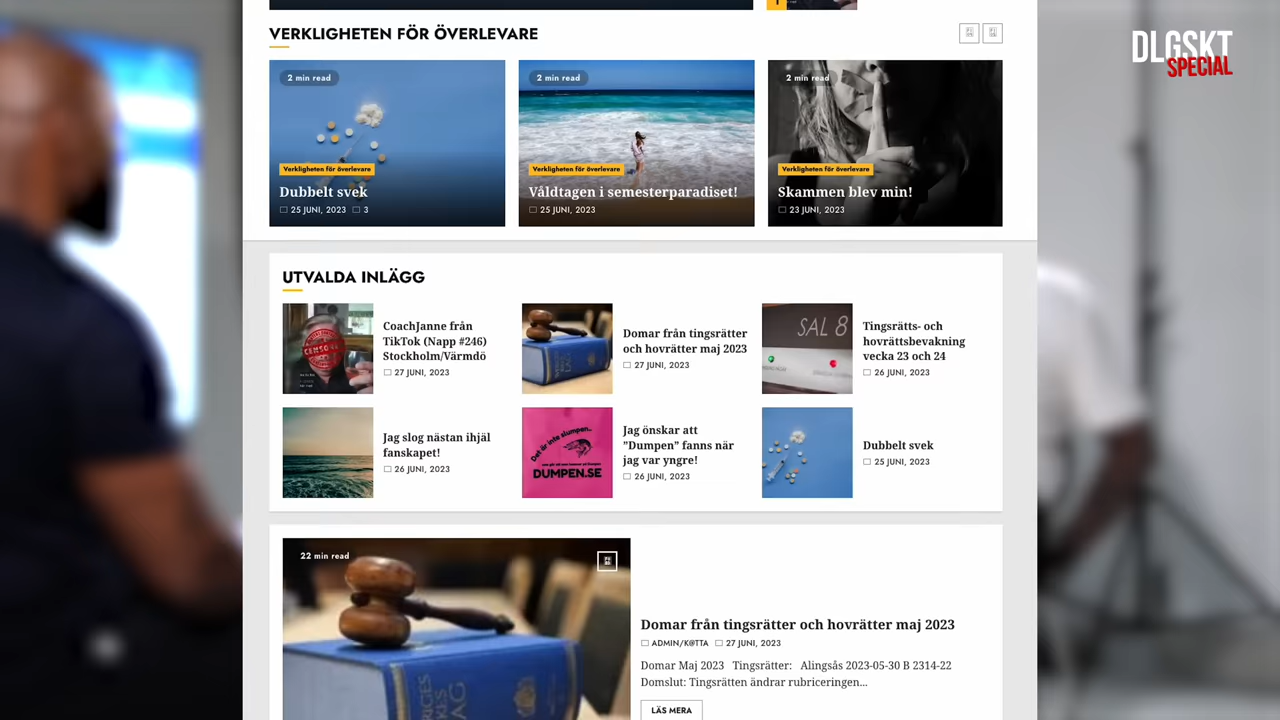 DLGSKT
SPECIAL
VERKLIGHETEN FÖR ÖVERLEVARE
2 min read
Verkligheten för överlevare
Dubbelt svek
25 JUNI, 2023 3
2 min read
Verkligheten för överlevare
Våldtagen i semesterparadiset!
25 JUNI, 2023
2 min read
Verkligheten för överlevare
Skammen blev min!
23 JUNI, 2023
UTVALDA INLÄGG
CENSORED
CoachJanne från
TikTok (Napp #246)
Stockholm/Värmdö
27 JUNI, 2023
Domar från tingsrätter
och hovrätter maj 2023
27 JUNI, 2023
SAL 8
Tingsrätts- och
hovrättsbevakning
vecka 23 och 24
26 JUNI, 2023
Jag slog nästan ihjäl
fanskapet!
26 JUNI, 2023
Det är inte slumpen..
DUMPEN.SE
Jag önskar att
”Dumpen” fanns när
jag var yngre!
26 JUNI, 2023
Dubbelt svek
25 JUNI, 2023
22 min read
Domar från tingsrätter och hovrätter maj 2023
ADMIN/K@TTA 27 JUNI, 2023
Domar Maj 2023 Tingsrätter: Alingsås 2023-05-30 B 2314-22
Domslut: Tingsrätten ändrar rubriceringen...
LÄS MERA